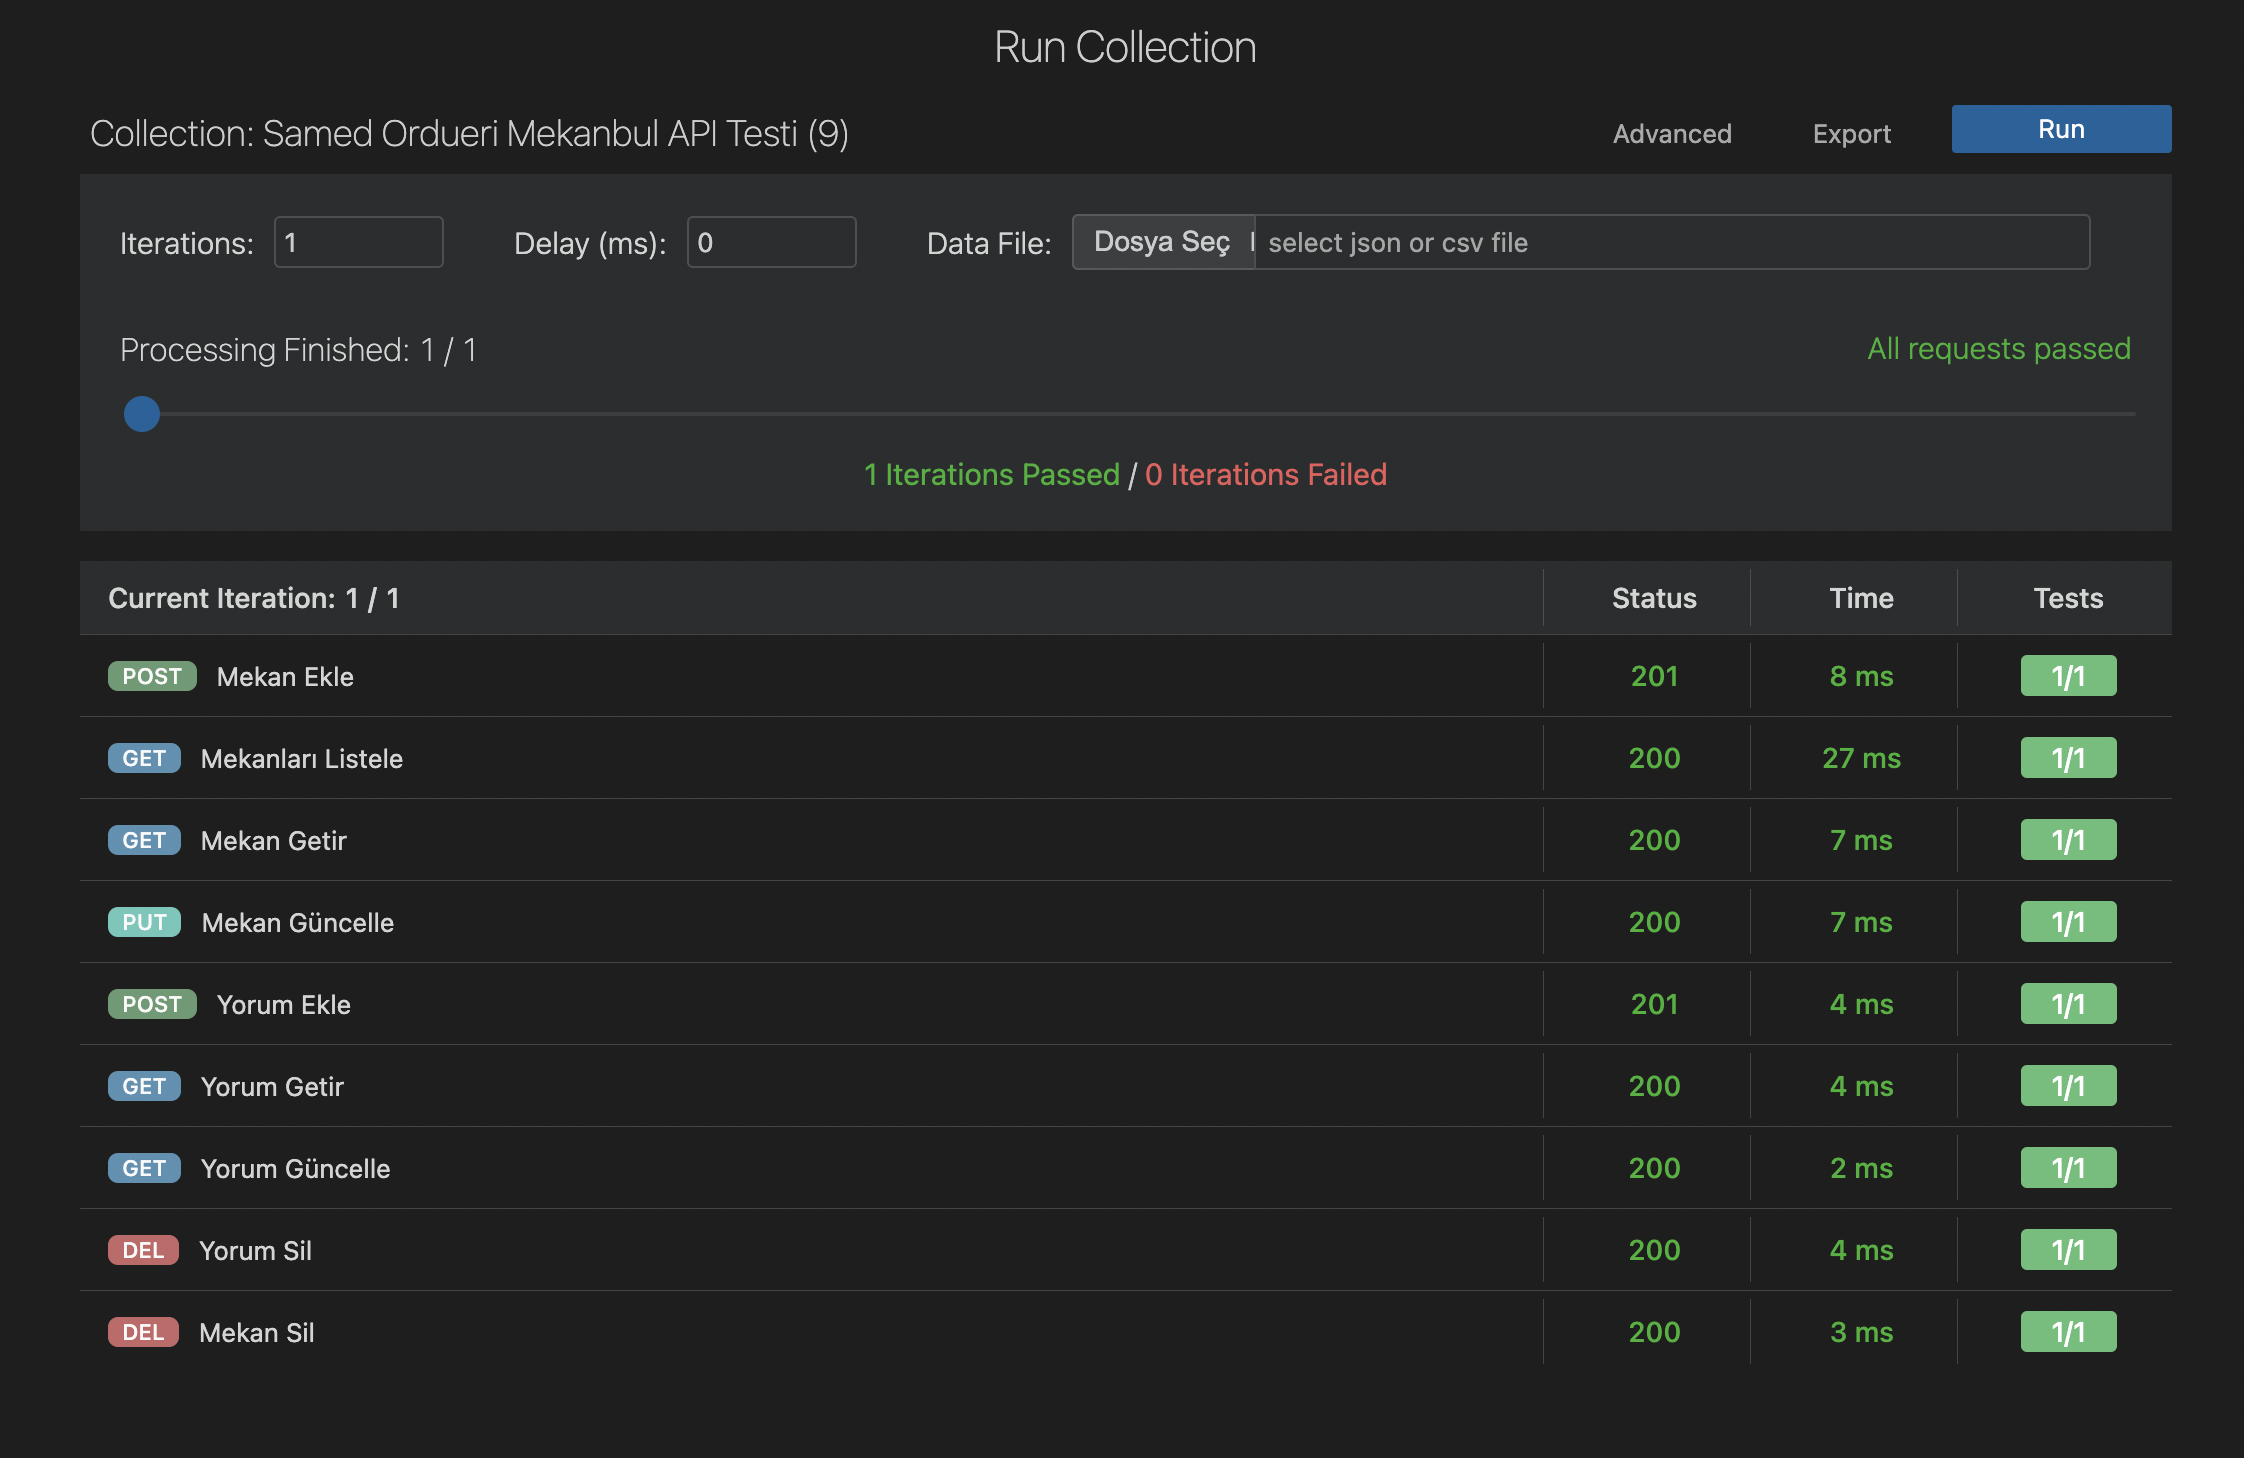 Run Collection
Collection: Samed Ordueri Mekanbul API Testi (9) Advanced Export Run
Iterations: 1 Delay (ms): 0 Data File: Dosya Seç select json or csv file
Processing Finished: 1 / 1 All requests passed
1 Iterations Passed / 0 Iterations Failed
Current Iteration: 1 / 1 Status Time Tests
POST Mekan Ekle 201 8 ms 1/1
GET Mekanları Listele 200 27 ms 1/1
GET Mekan Getir 200 7 ms 1/1
PUT Mekan Güncelle 200 7 ms 1/1
POST Yorum Ekle 201 4 ms 1/1
GET Yorum Getir 200 4 ms 1/1
GET Yorum Güncelle 200 2 ms 1/1
DEL Yorum Sil 200 4 ms 1/1
DEL Mekan Sil 200 3 ms 1/1